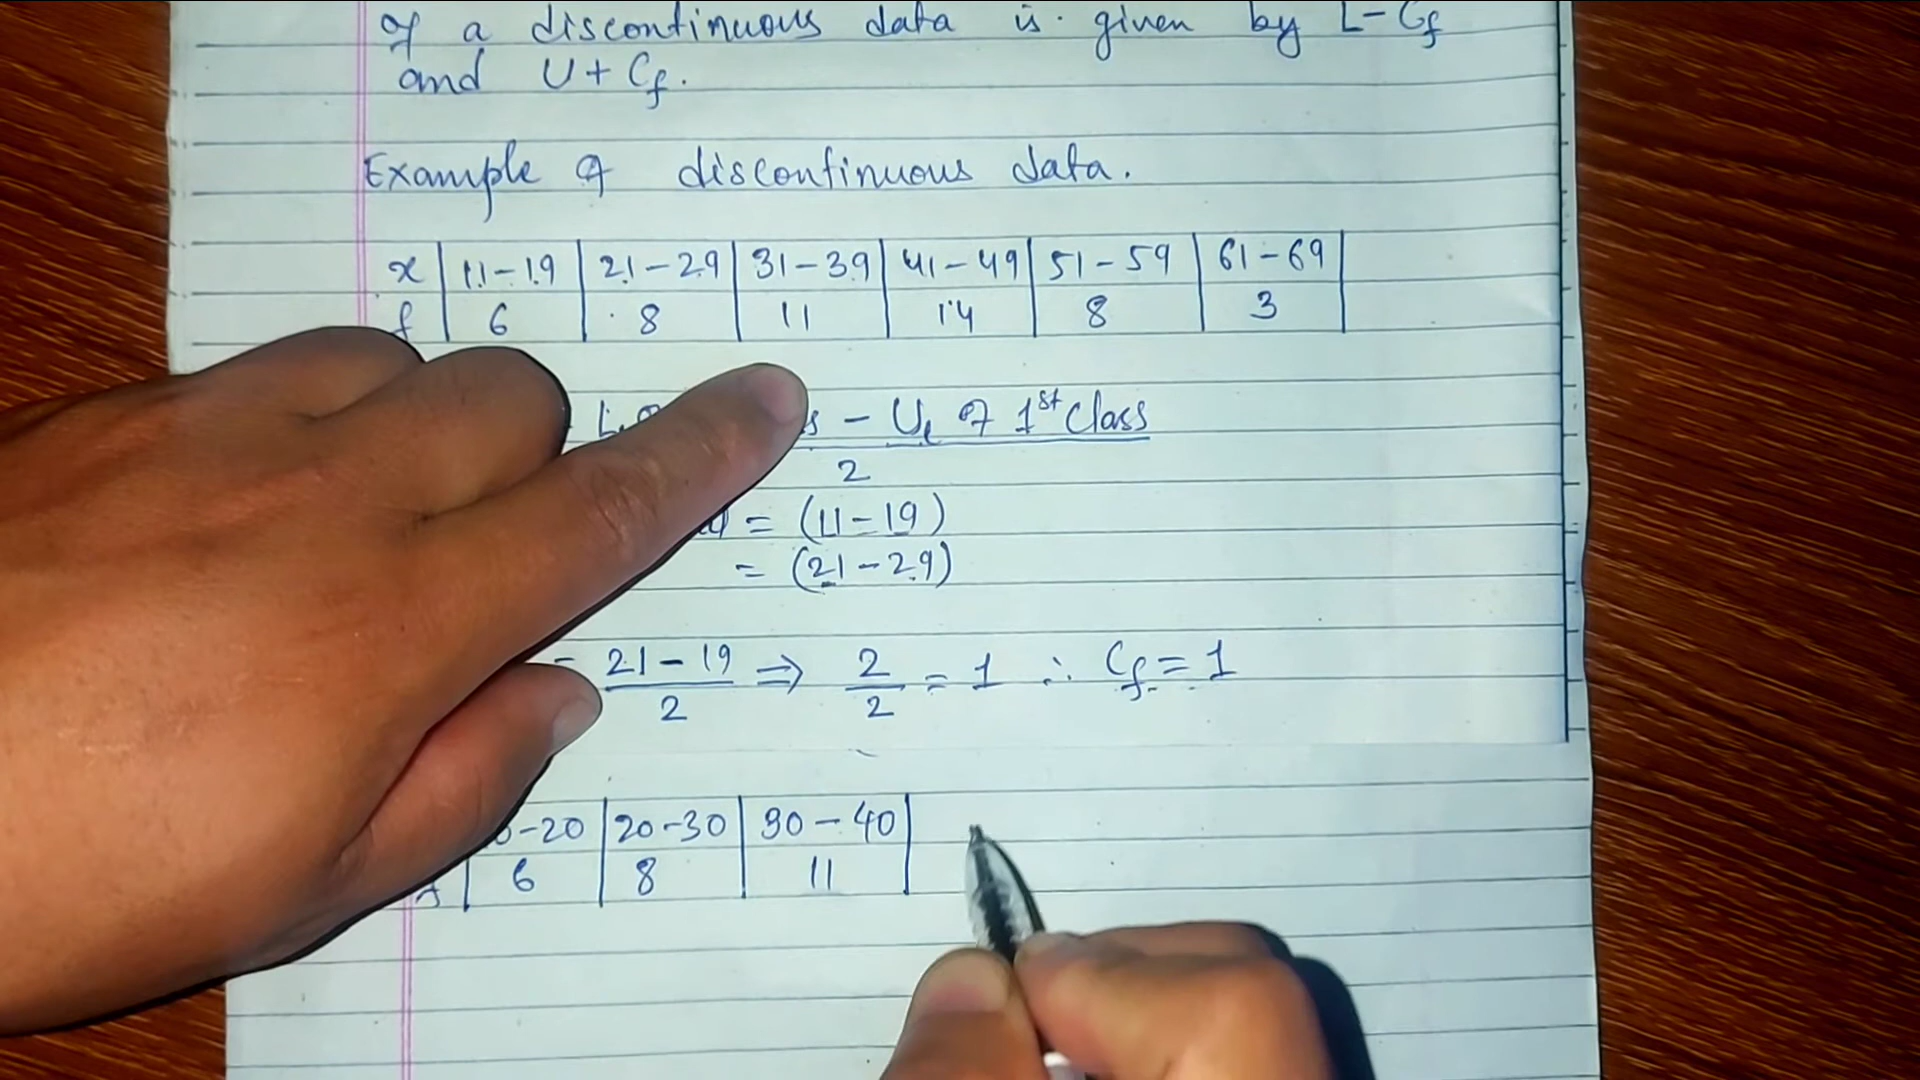 of a discontinuous data is given by L-Cf
and U + Cf.
Example of discontinuous data.
x 11-19 21-29 31-39 41-49 51-59 61-69
f 6 8 11 14 8 3
- Ul of 1st Class
2
= (11-19)
= (21-29)
21-19 ⇒ 2 = 1 ∴ Cf = 1
2 2
-20 20-30 30-40
f 6 8 11